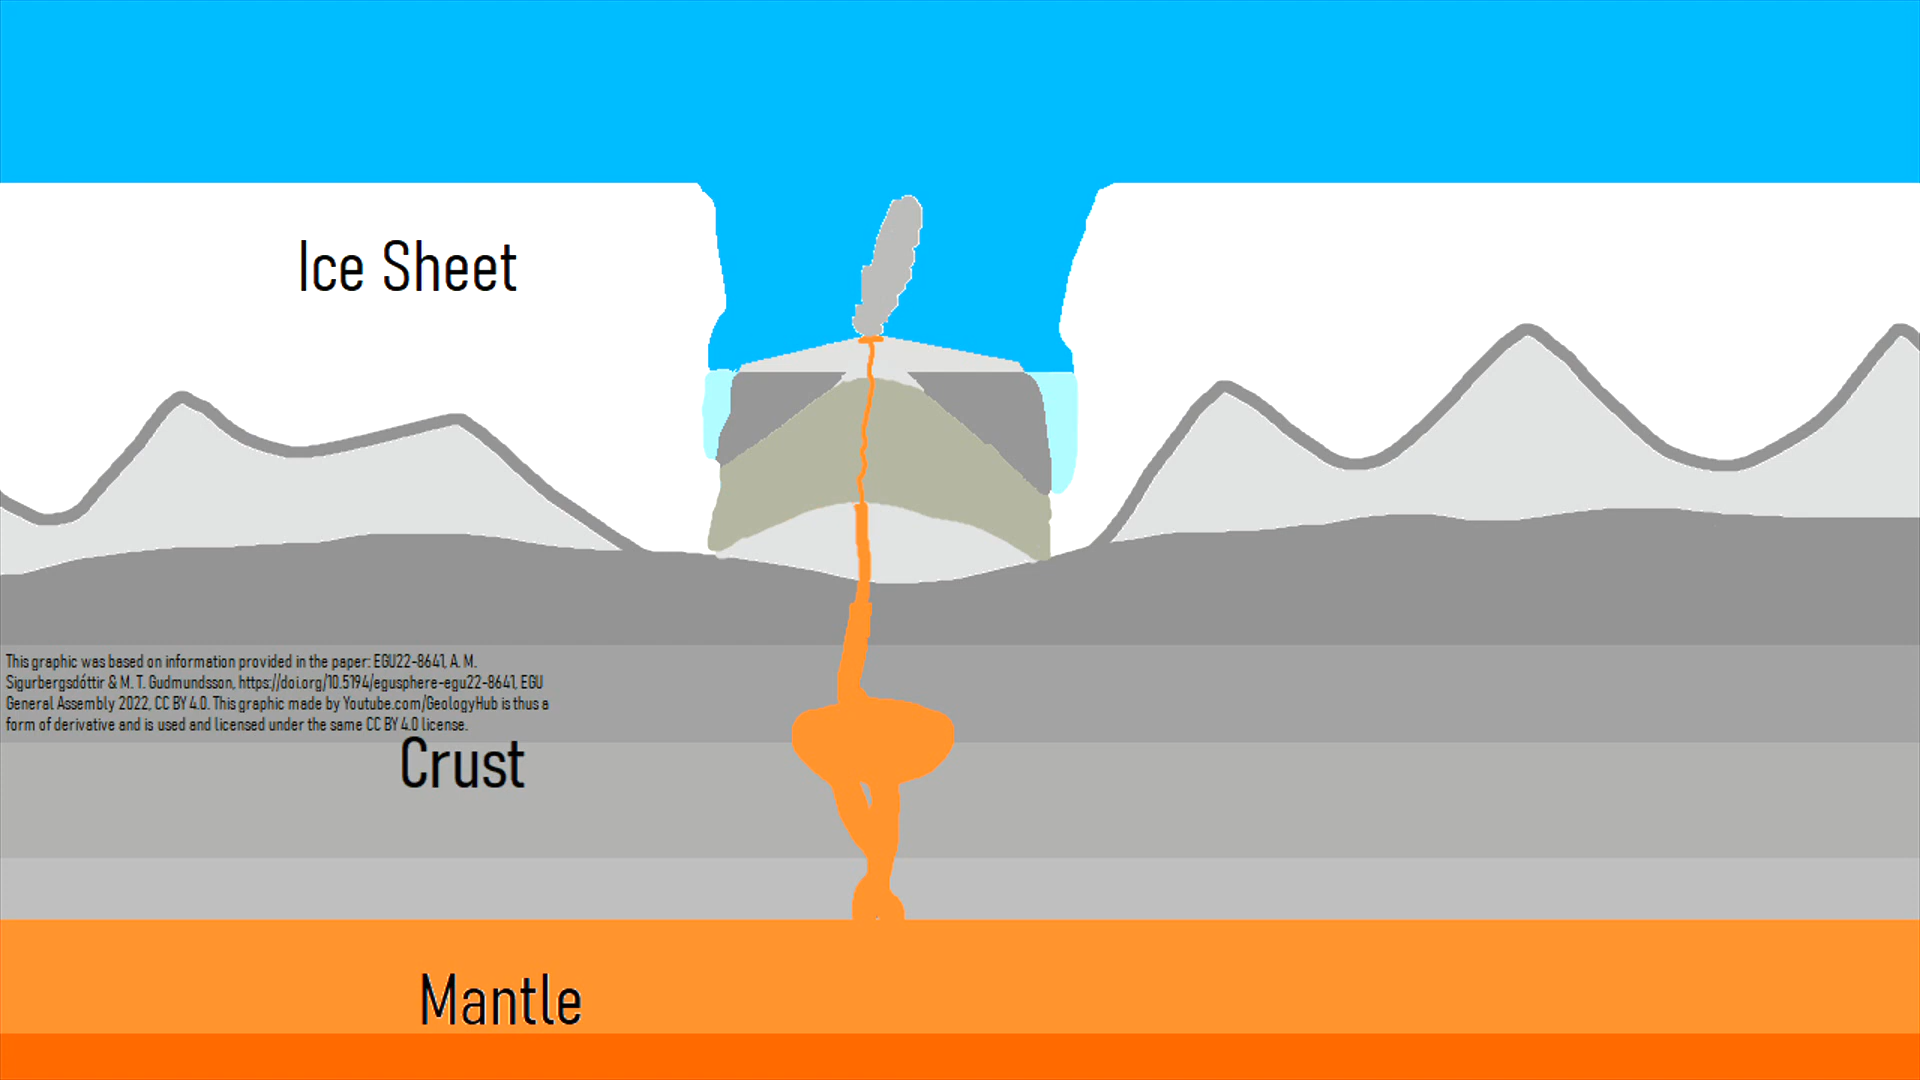 Ice Sheet
This graphic was based on information provided in the paper: EGU22-8641, A. M.
Sigurbergsdóttir & M. T. Gudmundsson, https://doi.org/10.5194/egusphere-egu22-8641, EGU
General Assembly 2022, CC BY 4.0. This graphic made by Youtube.com/GeologyHub is thus a
form of derivative and is used and licensed under the same CC BY 4.0 license.
Crust
Mantle